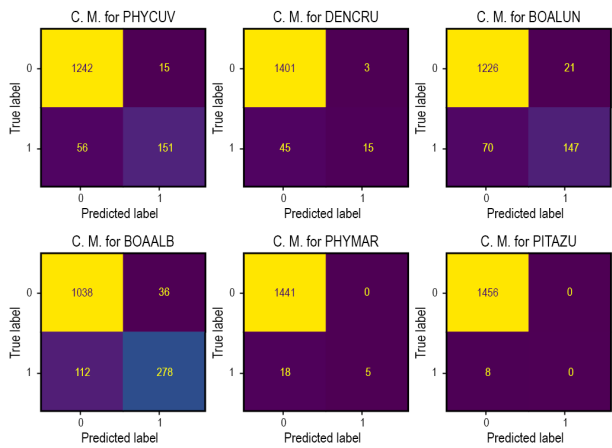 C. M. for PHYCUV
True label
0
1242
15
1
56
151
0
1
Predicted label
C. M. for DENCRU
True label
0
1401
3
1
45
15
0
1
Predicted label
C. M. for BOALUN
True label
0
1226
21
1
70
147
0
1
Predicted label
C. M. for BOAALB
True label
0
1038
36
1
112
278
0
1
Predicted label
C. M. for PHYMAR
True label
0
1441
0
1
18
5
0
1
Predicted label
C. M. for PITAZU
True label
0
1456
0
1
8
0
0
1
Predicted label